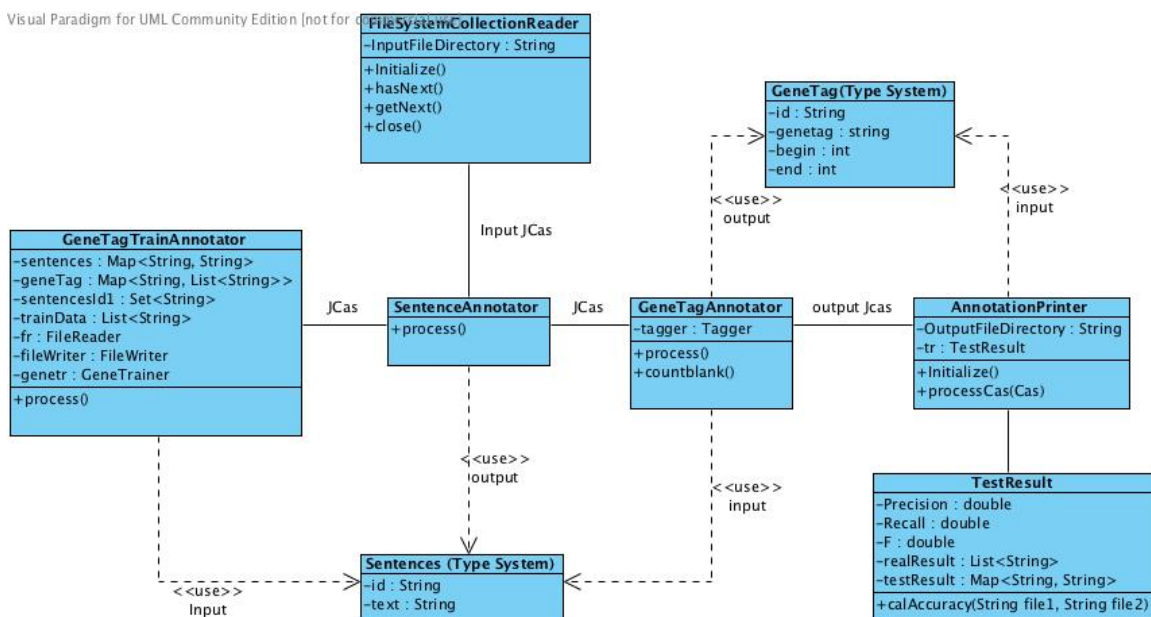 Visual Paradigm for UML Community Edition [not for
FileSystemCollectionReader
-InputFileDirectory : String
+Initialize()
+hasNext()
+getNext()
+close()
GeneTag(Type System)
-id : String
-genetag : string
-begin : int
-end : int
<<use>>
output
<<use>>
input
Input JCas
GeneTagTrainAnnotator
-sentences : Map<String, String>
-geneTag : Map<String, List<String>>
-sentencesId1 : Set<String>
-trainData : List<String>
-fr : FileReader
-fileWriter : FileWriter
-genetr : GeneTrainer
+process()
JCas
SentenceAnnotator
+process()
JCas
GeneTagAnnotator
-tagger : Tagger
+process()
+countblank()
output Jcas
AnnotationPrinter
-OutputFileDirectory : String
-tr : TestResult
+Initialize()
+processCas(Cas)
<<use>>
output
<<use>>
input
TestResult
-Precision : double
-Recall : double
-F : double
-realResult : List<String>
-testResult : Map<String, String>
+calAccuracy(String file1, String file2)
<<use>>
Input
Sentences (Type System)
-id : String
-text : String